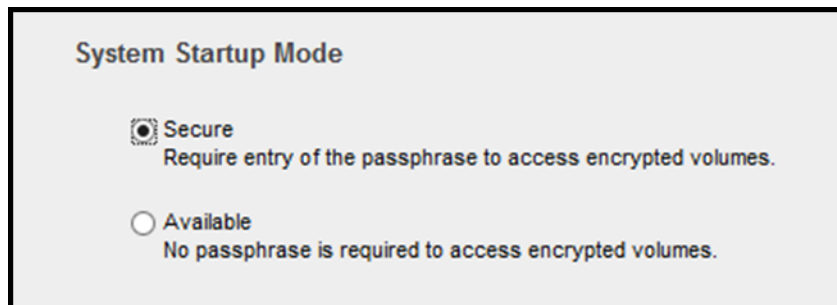 System Startup Mode
Secure
Require entry of the passphrase to access encrypted volumes.
Available
No passphrase is required to access encrypted volumes.